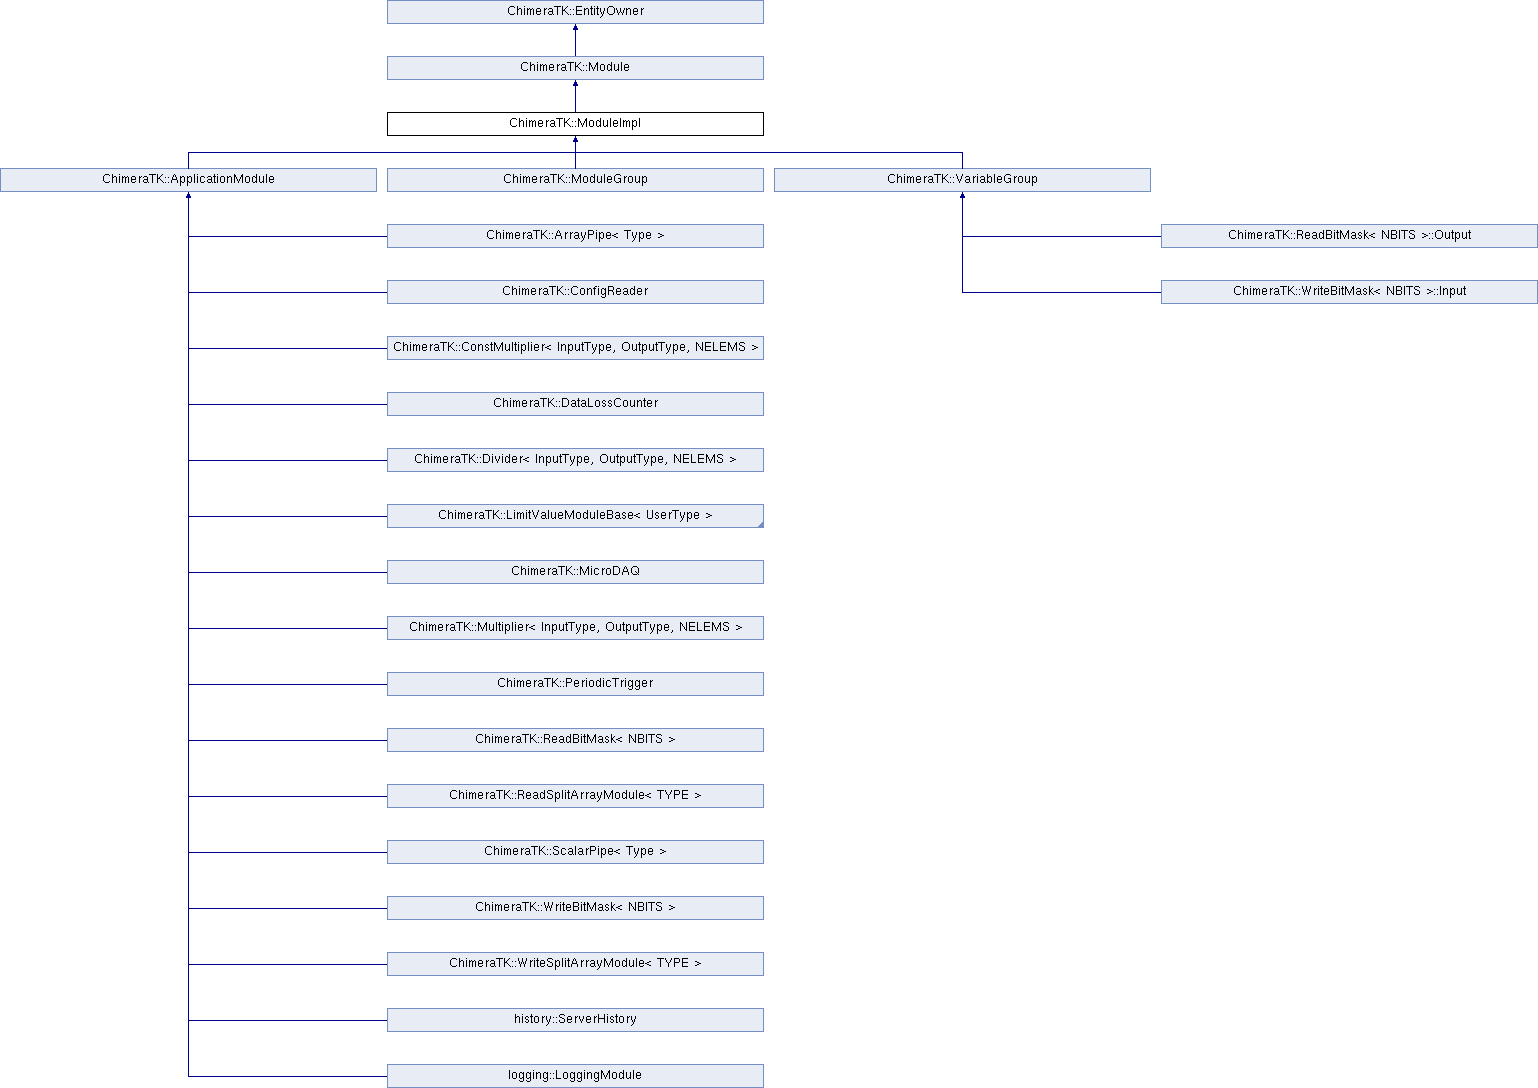 ChimeraTK::EntityOwner
ChimeraTK::Module
ChimeraTK::ModuleImpl
ChimeraTK::ApplicationModule
ChimeraTK::ModuleGroup
ChimeraTK::VariableGroup
ChimeraTK::ArrayPipe< Type >
ChimeraTK::ReadBitMask< NBITS >::Output
ChimeraTK::ConfigReader
ChimeraTK::WriteBitMask< NBITS >::Input
ChimeraTK::ConstMultiplier< InputType, OutputType, NELEMS >
ChimeraTK::DataLossCounter
ChimeraTK::Divider< InputType, OutputType, NELEMS >
ChimeraTK::LimitValueModuleBase< UserType >
ChimeraTK::MicroDAQ
ChimeraTK::Multiplier< InputType, OutputType, NELEMS >
ChimeraTK::PeriodicTrigger
ChimeraTK::ReadBitMask< NBITS >
ChimeraTK::ReadSplitArrayModule< TYPE >
ChimeraTK::ScalarPipe< Type >
ChimeraTK::WriteBitMask< NBITS >
ChimeraTK::WriteSplitArrayModule< TYPE >
history::ServerHistory
logging::LoggingModule